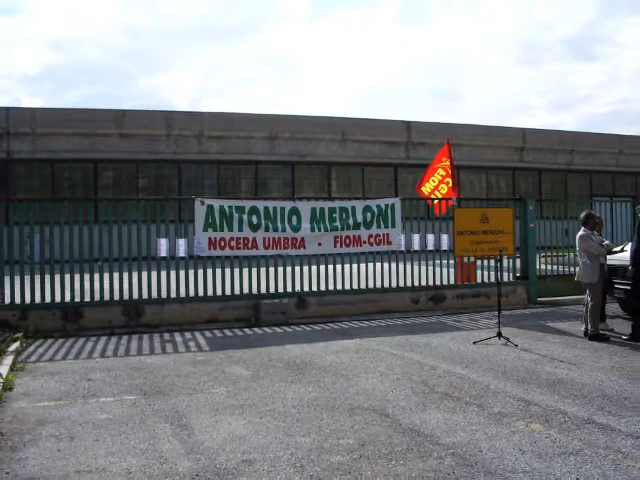 ANTONIO MERLONI
NOCERA UMBRA - FIOM-CGIL
FIOM
CGIL
ANTONIO MERLONI